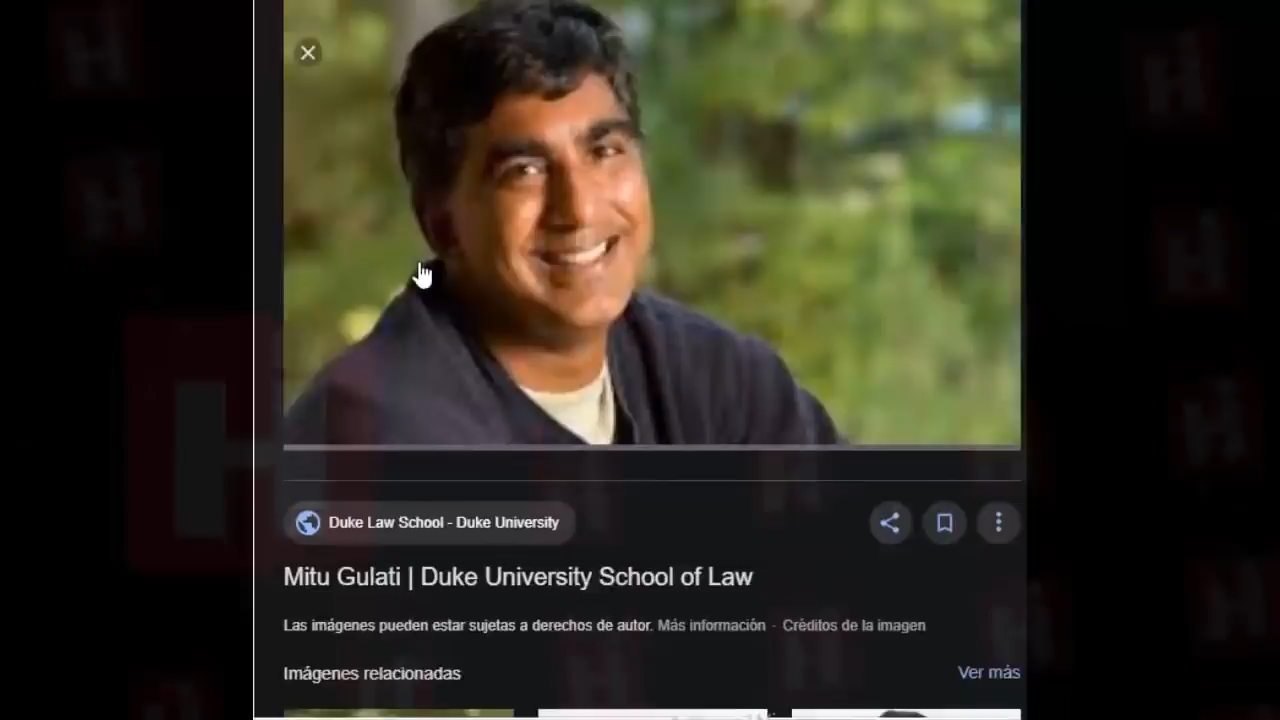 Duke Law School - Duke University
Mitu Gulati | Duke University School of Law
Las imágenes pueden estar sujetas a derechos de autor. Más información - Créditos de la imagen
Imágenes relacionadas
Ver más